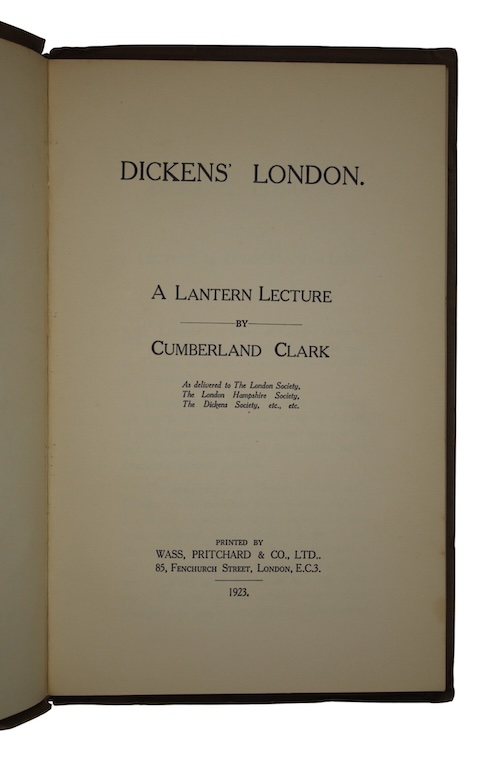 DICKENS' LONDON.
A LANTERN LECTURE
BY
CUMBERLAND CLARK
As delivered to The London Society,
The London Hampshire Society,
The Dickens Society, etc., etc.
PRINTED BY
WASS, PRITCHARD & CO., LTD..
85, FENCHURCH STREET, LONDON, E.C.3.
1923.